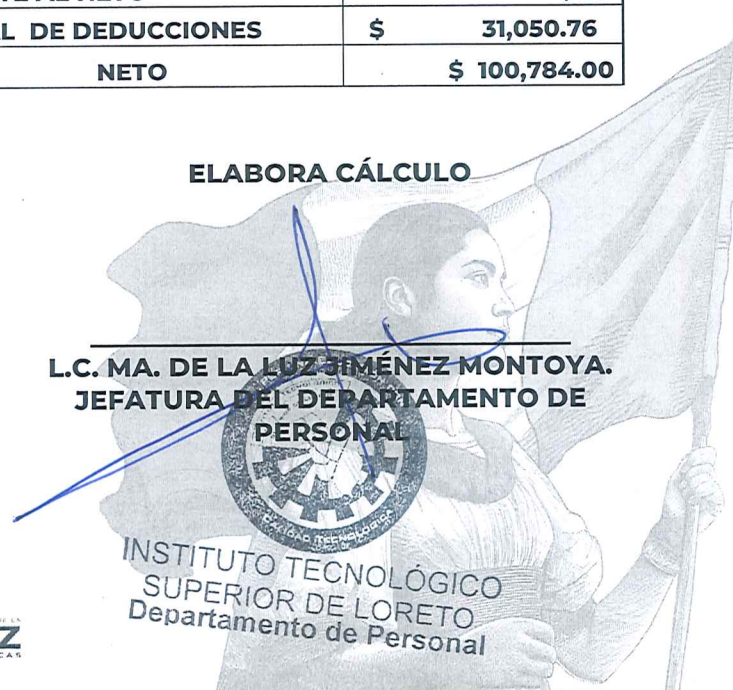 DE DEDUCCIONES $ 31,050.76
NETO $ 100,784.00
ELABORA CÁLCULO
L.C. MA. DE LA LUZ JIMÉNEZ MONTOYA.
JEFATURA DEL DEPARTAMENTO DE
PERSONAL
INSTITUTO TECNOLÓGICO
SUPERIOR DE LORETO
Departamento de Personal